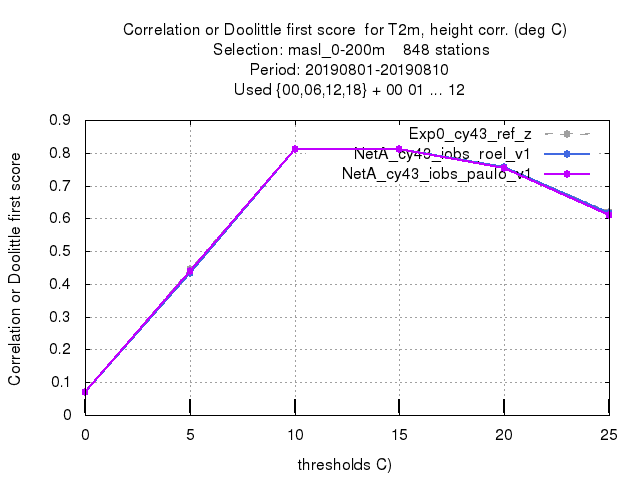 Correlation or Doolittle first score  for T2m, height corr. (deg C)
Selection: masl_0-200m    848 stations
Period: 20190801-20190810
Used {00,06,12,18} + 00 01 ... 12
Correlation or Doolittle first score
0.9
0.8
0.7
0.6
0.5
0.4
0.3
0.2
0.1
0
Exp0_cy43_ref_z
NetA_cy43_iobs_roel_v1
NetA_cy43_iobs_paulo_v1
0 5 10 15 20 25
thresholds C)